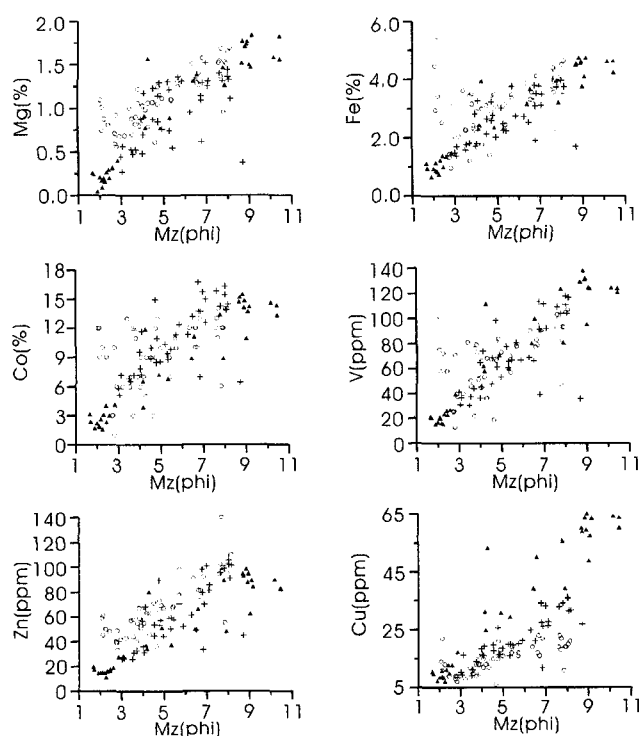 2.0
1.5
1.0
0.5
0.0
Mg(%)
1 3 5 7 9 11
Mz(phi)
6.0
4.0
2.0
0.0
Fe(%)
1 3 5 7 9 11
Mz(phi)
18
15
12
9
6
3
0
Co(%)
1 3 5 7 9 11
Mz(phi)
140
120
100
80
60
40
20
0
V(ppm)
1 3 5 7 9 11
Mz(phi)
140
120
100
80
60
40
20
0
Zn(ppm)
1 3 5 7 9 11
Mz(phi)
65
45
25
5
Cu(ppm)
1 3 5 7 9 11
Mz(phi)